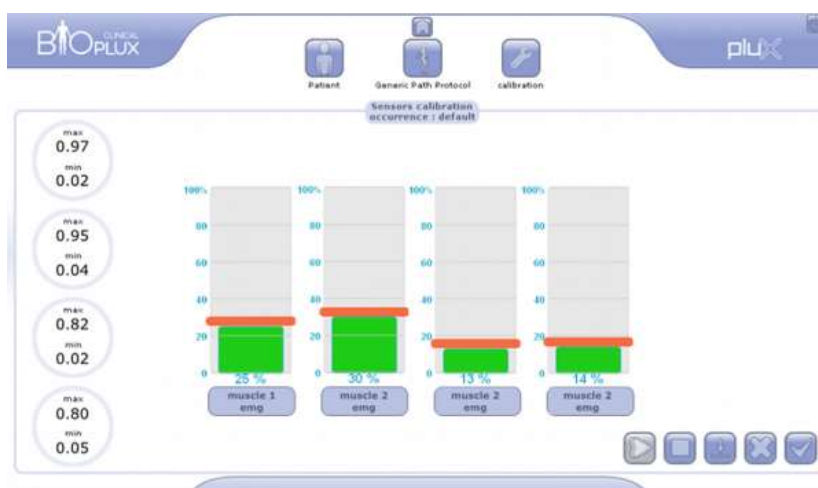 CLINICAL
BIOPLUX
plux
Patient
Generic Path Protocol
calibration
Sensors calibration
occurrence : default
max
0.97
min
0.02
max
0.95
min
0.04
max
0.82
min
0.02
max
0.80
min
0.05
100%
80
60
40
20
0
25 %
muscle 1
emg
100%
80
60
40
20
0
30 %
muscle 2
emg
100%
80
60
40
20
0
13 %
muscle 2
emg
100%
80
60
40
20
0
14 %
muscle 2
emg